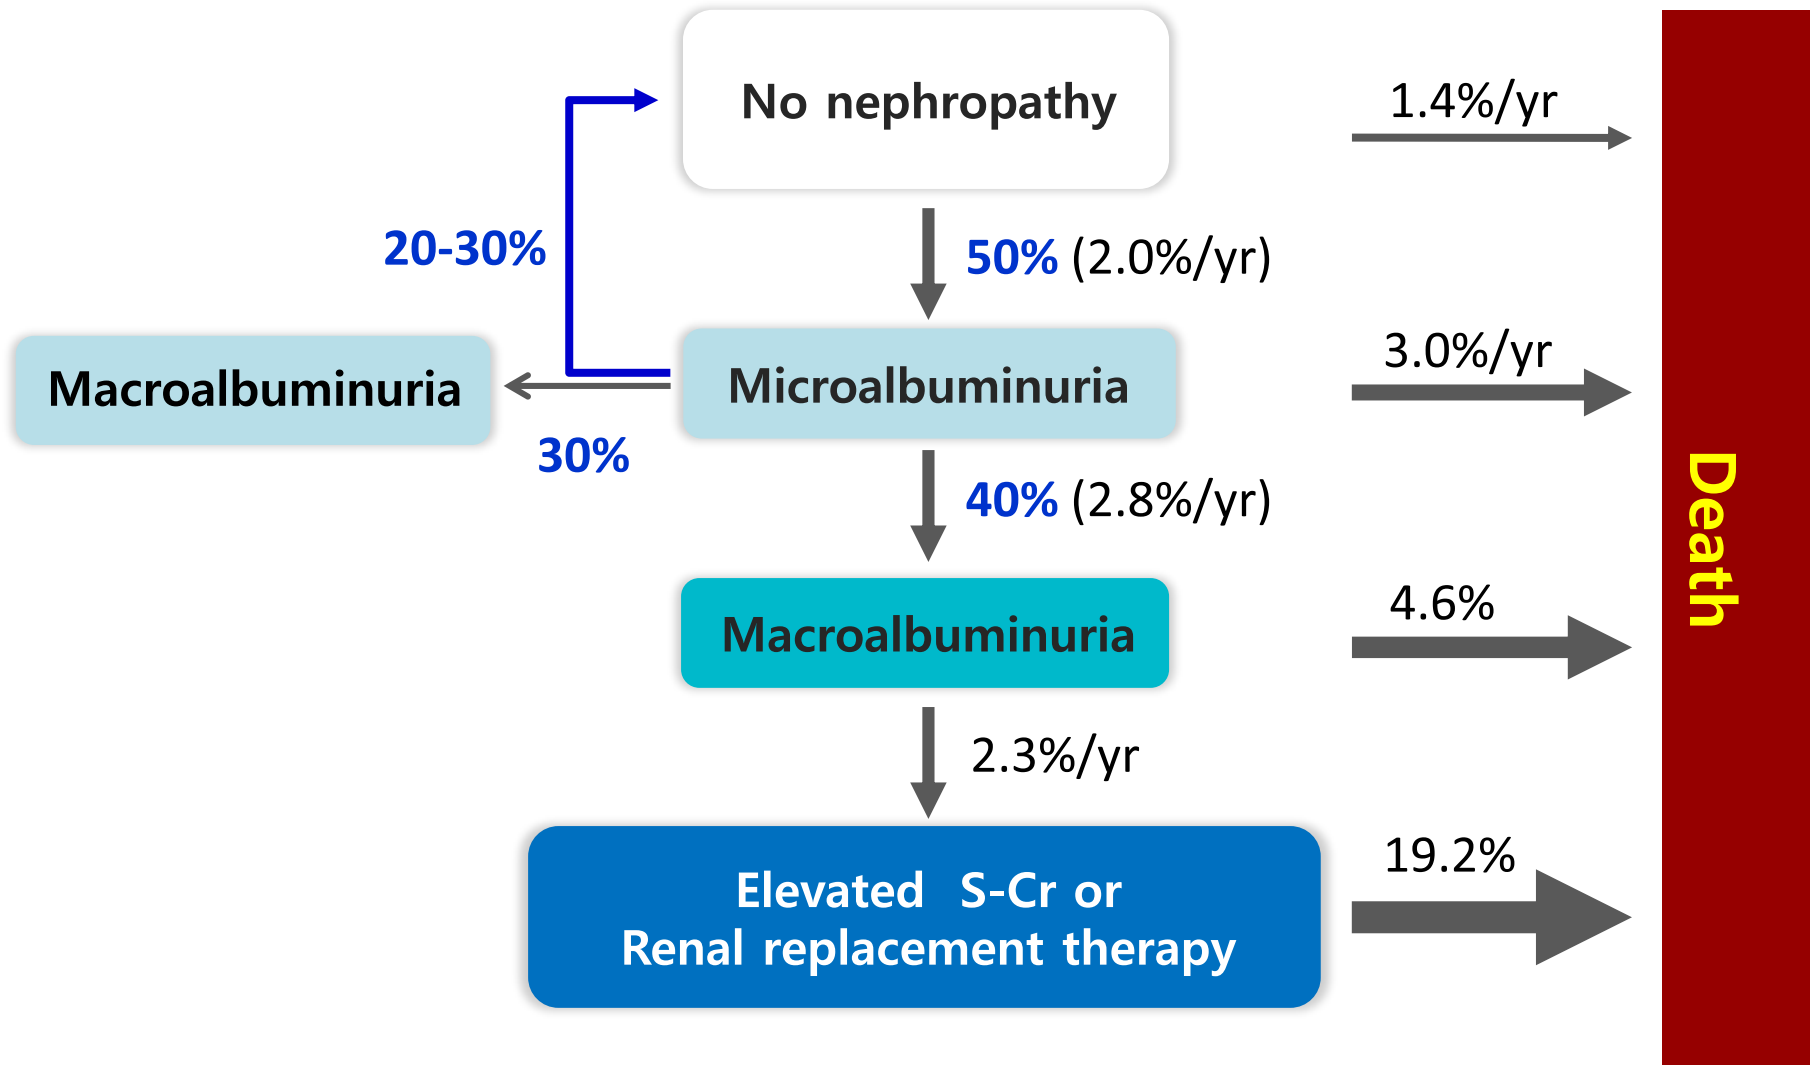 No nephropathy
1.4%/yr
20-30%
50% (2.0%/yr)
Macroalbuminuria
Microalbuminuria
3.0%/yr
30%
40% (2.8%/yr)
Death
Macroalbuminuria
4.6%
2.3%/yr
Elevated S-Cr or
Renal replacement therapy
19.2%